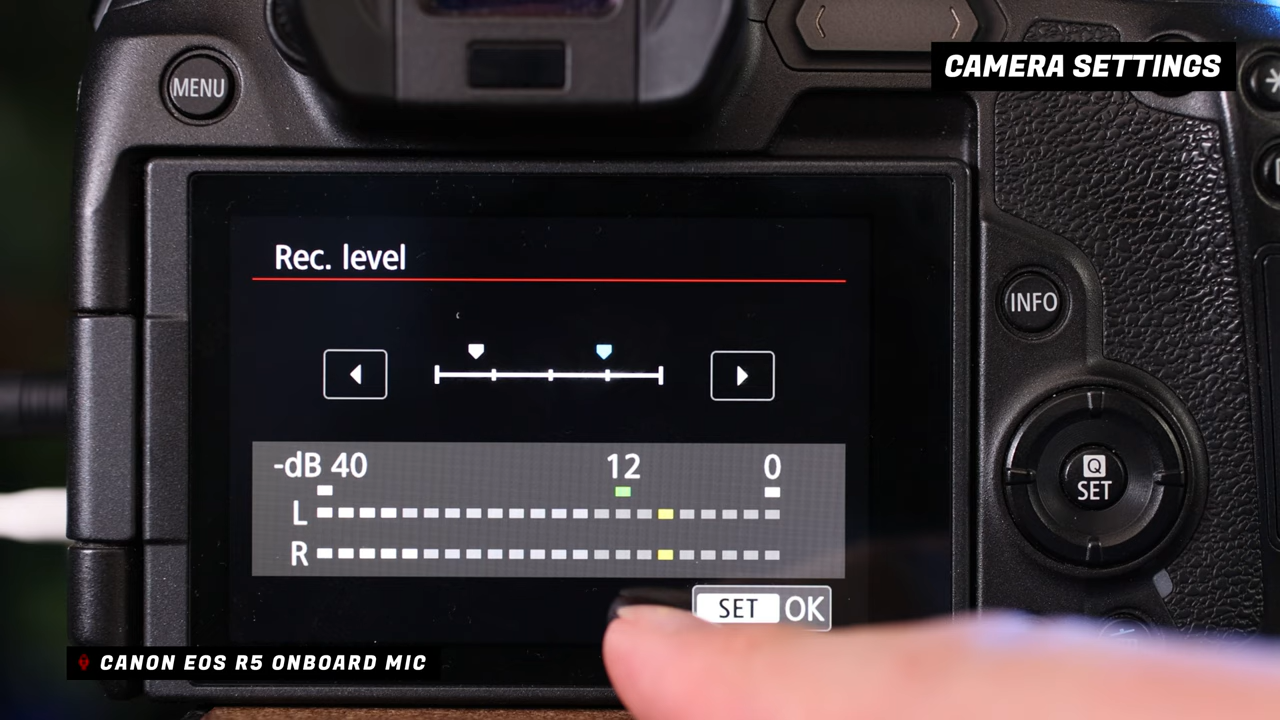 CAMERA SETTINGS
MENU
Rec. level
INFO
-dB 40 12 0
L
R
Q
SET
SET OK
CANON EOS R5 ONBOARD MIC